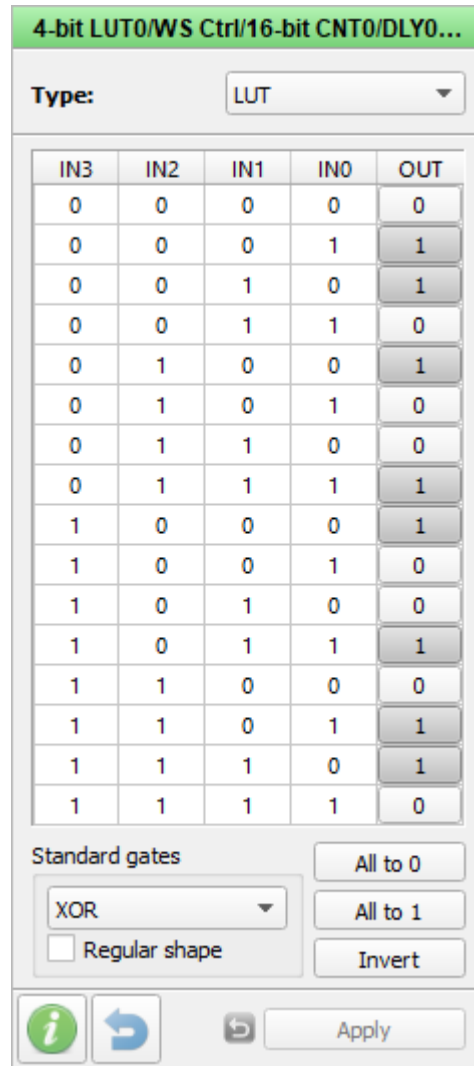 4-bit LUT0/WS Ctrl/16-bit CNT0/DLY0...
Type: LUT
IN3 IN2 IN1 IN0 OUT
0 0 0 0 0
0 0 0 1 1
0 0 1 0 1
0 0 1 1 0
0 1 0 0 1
0 1 0 1 0
0 1 1 0 0
0 1 1 1 1
1 0 0 0 1
1 0 0 1 0
1 0 1 0 0
1 0 1 1 1
1 1 0 0 0
1 1 0 1 1
1 1 1 0 1
1 1 1 1 0
Standard gates
All to 0
XOR
All to 1
Regular shape
Invert
i
Apply